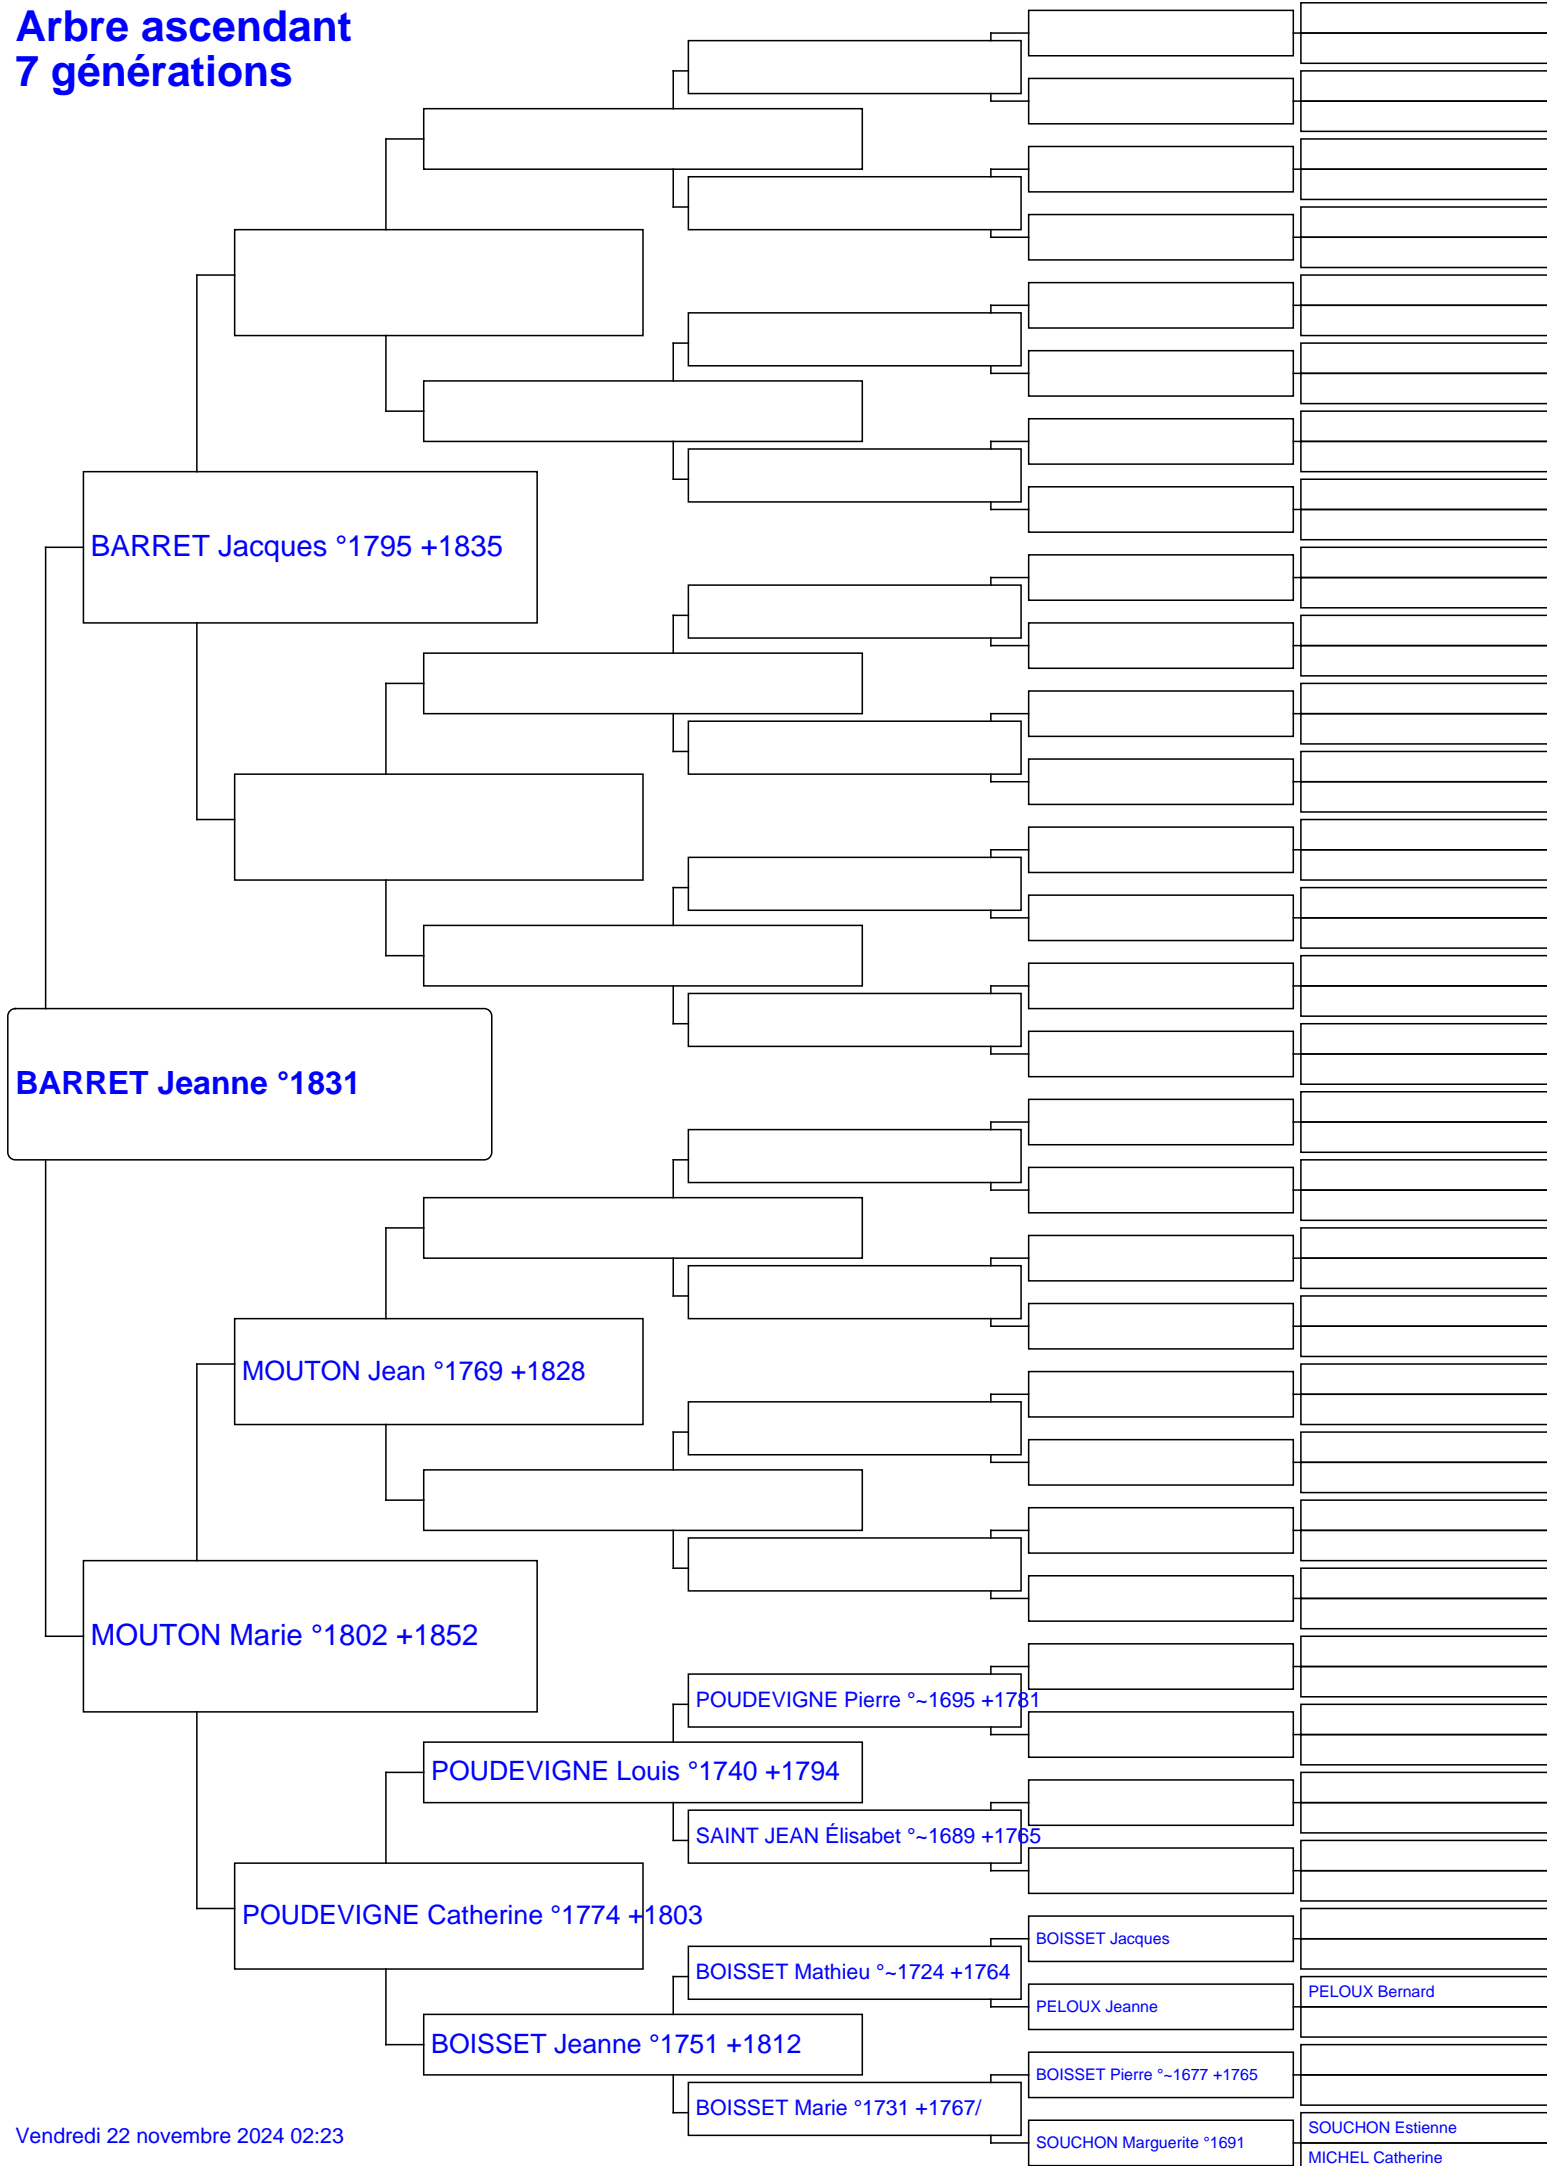 Arbre ascendant
7 générations
BARRET Jacques °1795 +1835
BARRET Jeanne °1831
MOUTON Jean °1769 +1828
MOUTON Marie °1802 +1852
POUDEVIGNE Pierre °~1695 +1781
POUDEVIGNE Louis °1740 +1794
SAINT JEAN Élisabet °~1689 +1765
POUDEVIGNE Catherine °1774 +1803
BOISSET Jacques
BOISSET Mathieu °~1724 +1764
PELOUX Bernard
PELOUX Jeanne
BOISSET Jeanne °1751 +1812
BOISSET Pierre °~1677 +1765
BOISSET Marie °1731 +1767/
SOUCHON Estienne
SOUCHON Marguerite °1691
MICHEL Catherine
Vendredi 22 novembre 2024 02:23